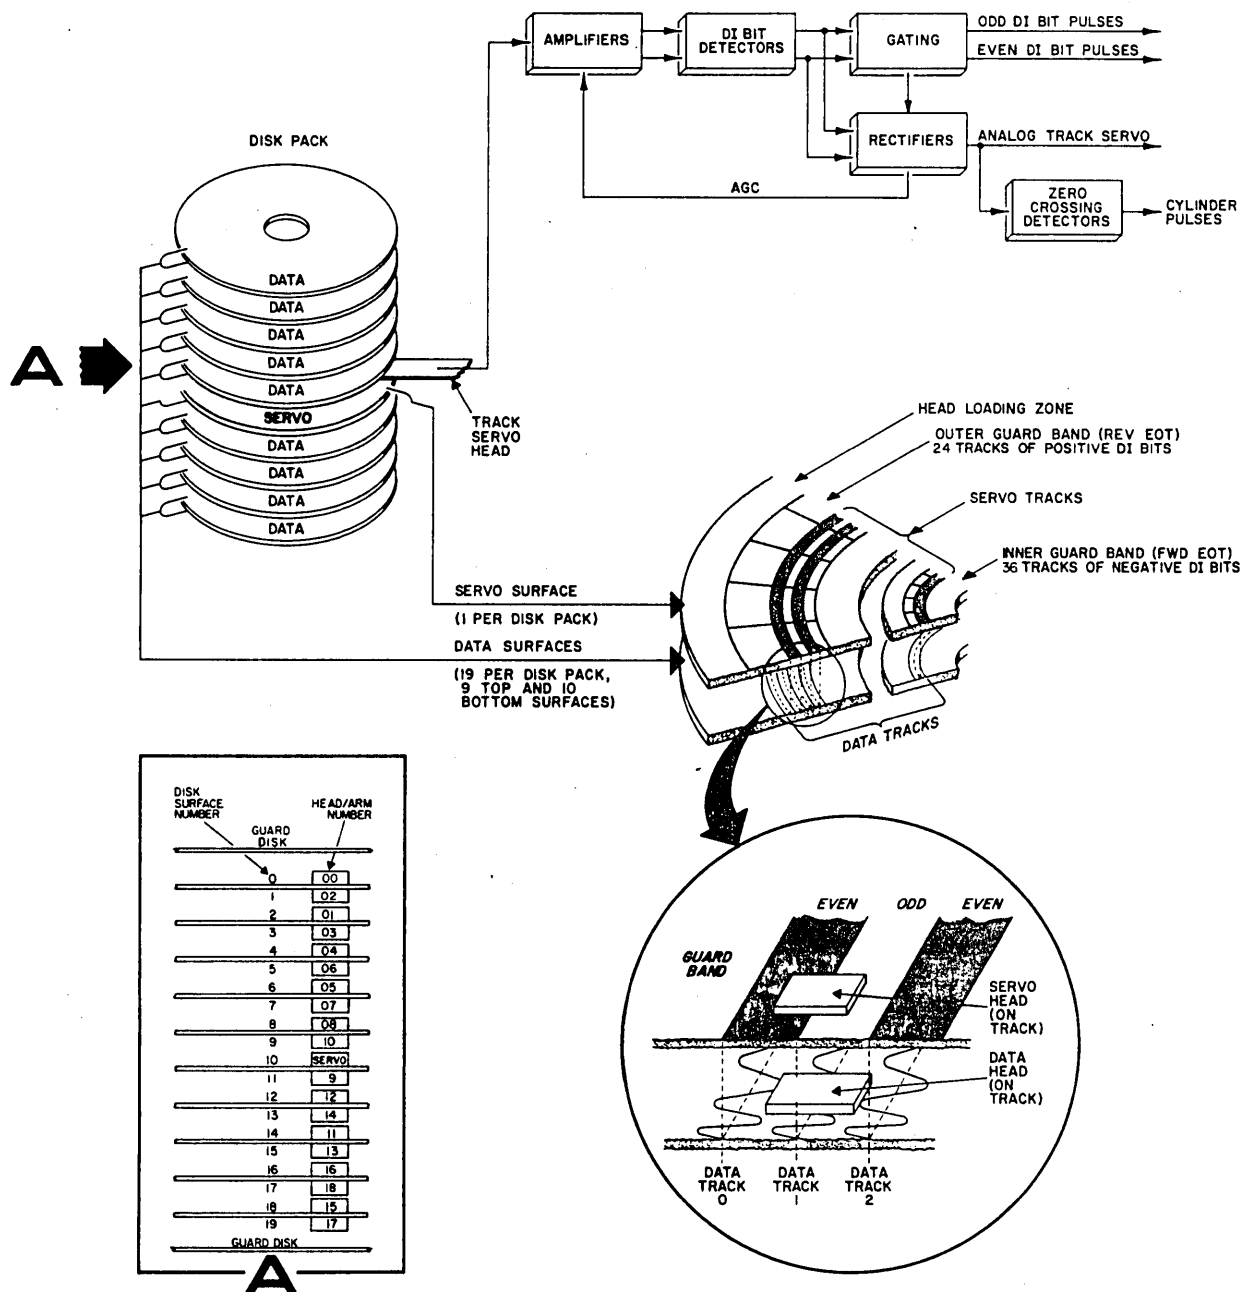 AMPLIFIERS
DI BIT
DETECTORS
GATING
ODD DI BIT PULSES
EVEN DI BIT PULSES
RECTIFIERS
ANALOG TRACK SERVO
AGC
ZERO
CROSSING
DETECTORS
CYLINDER
PULSES
DISK PACK
DATA
DATA
DATA
DATA
DATA
SERVO
DATA
DATA
DATA
DATA
A
TRACK
SERVO
HEAD
HEAD LOADING ZONE
OUTER GUARD BAND (REV EOT)
24 TRACKS OF POSITIVE DI BITS
SERVO TRACKS
INNER GUARD BAND (FWD EOT)
36 TRACKS OF NEGATIVE DI BITS
SERVO SURFACE
(1 PER DISK PACK)
DATA SURFACES
(19 PER DISK PACK,
9 TOP AND 10
BOTTOM SURFACES)
DATA TRACKS
DISK
SURFACE
NUMBER
HEAD/ARM
NUMBER
GUARD
DISK
0 00
1 02
2 01
3 03
4 04
5 06
6 05
7 07
8 08
9 10
10 SERVO
11 9
12 12
13 14
14 11
15 13
16 16
17 18
18 15
19 17
GUARD DISK
A
EVEN ODD EVEN
GUARD
BAND
SERVO
HEAD
(ON
TRACK)
DATA
HEAD
(ON
TRACK)
DATA
TRACK
0
DATA
TRACK
1
DATA
TRACK
2